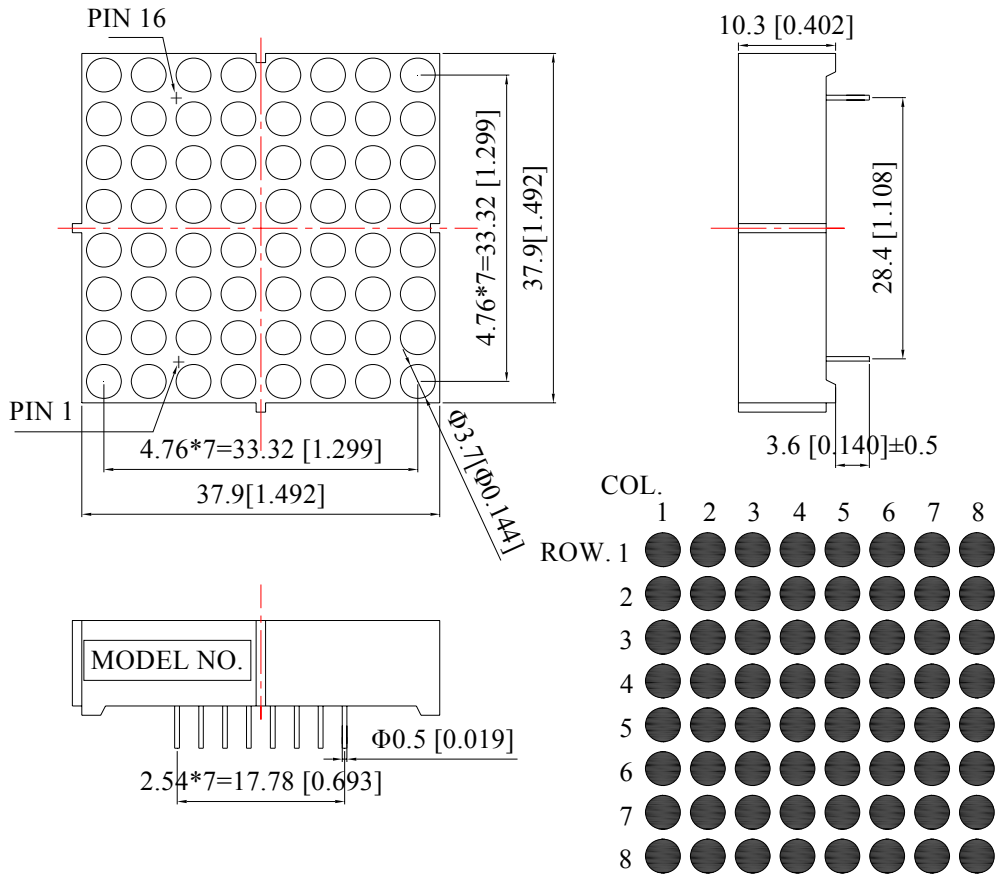 PIN 16
10.3 [0.402]
4.76*7=33.32 [1.299]
37.9[1.492]
28.4 [1.108]
PIN 1
4.76*7=33.32 [1.299]
37.9[1.492]
Φ3.7[Φ0.144]
3.6 [0.140]±0.5
COL.
1 2 3 4 5 6 7 8
ROW. 1
2
3
4
5
6
7
8
MODEL NO.
Φ0.5 [0.019]
2.54*7=17.78 [0.693]